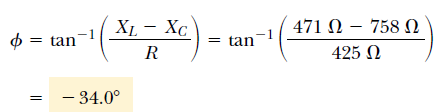 ϕ = tan⁻¹((X_L − X_C)/R) = tan⁻¹((471 Ω − 758 Ω)/(425 Ω))
= −34.0°